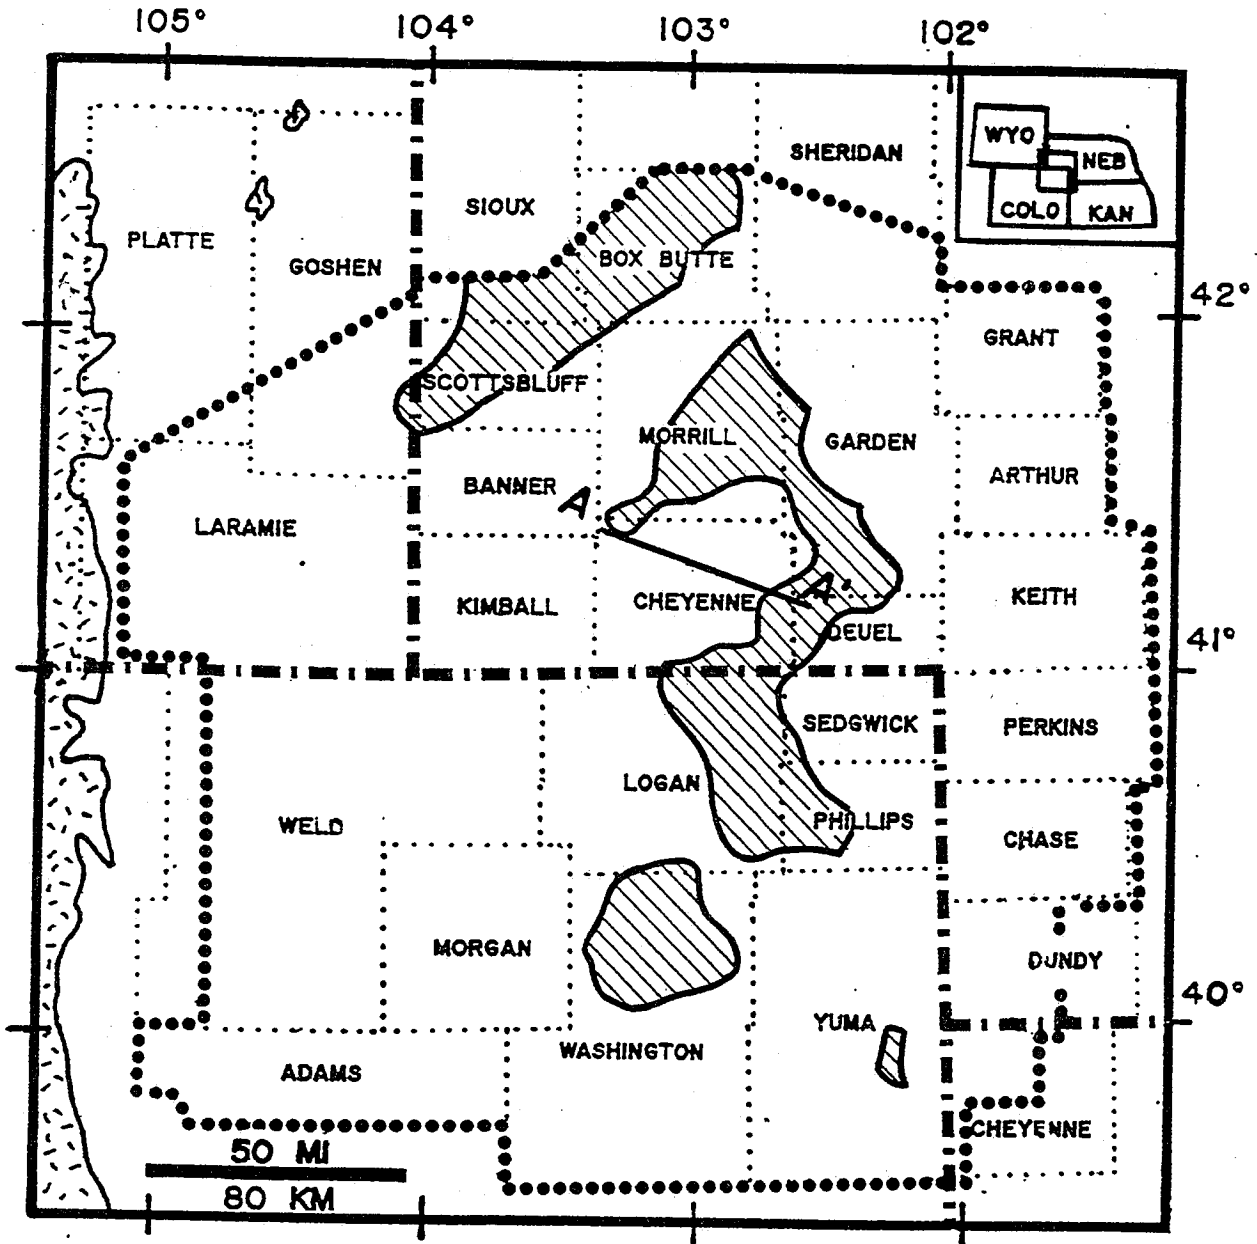 105° 104° 103° 102°
WYO
NEB
COLO KAN
SHERIDAN
SIOUX
PLATTE
GOSHEN
BOX BUTTE
42°
GRANT
SCOTTSBLUFF
MORRILL
GARDEN
ARTHUR
BANNER
A
LARAMIE
A'
KIMBALL
CHEYENNE
KEITH
DEUEL
41°
SEDGWICK
PERKINS
LOGAN
WELD
PHILLIPS
CHASE
MORGAN
DUNDY
40°
YUMA
WASHINGTON
ADAMS
CHEYENNE
50 MI
80 KM